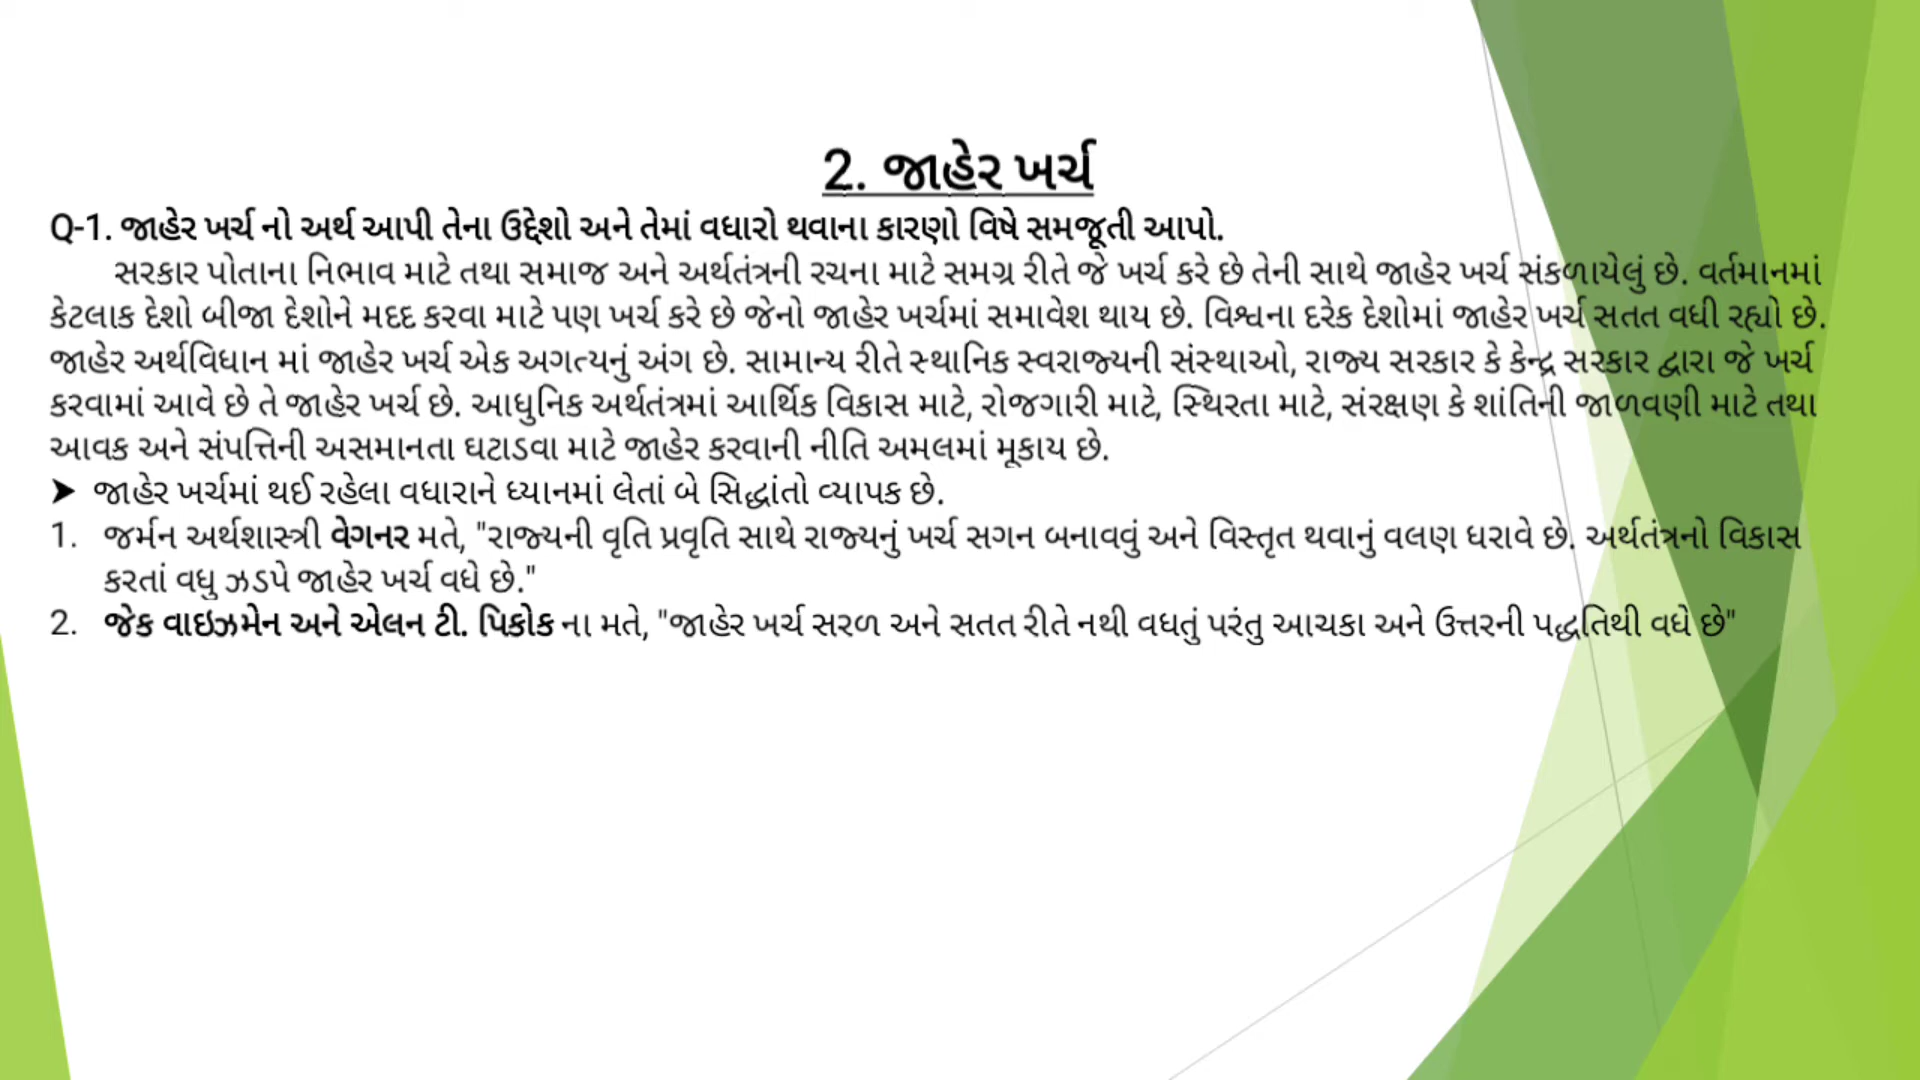 2. જાહેર ખર્ચ
Q-1. જાહેર ખર્ચ નો અર્થ આપી તેના ઉદ્દેશો અને તેમાં વધારો થવાના કારણો વિષે સમજૂતી આપો.
સરકાર પોતાના નિભાવ માટે તથા સમાજ અને અર્થતંત્રની રચના માટે સમગ્ર રીતે જે ખર્ચ કરે છે તેની સાથે જાહેર ખર્ચ સંકળાયેલું છે. વર્તમાનમાં
કેટલાક દેશો બીજા દેશોને મદદ કરવા માટે પણ ખર્ચ કરે છે જેનો જાહેર ખર્ચમાં સમાવેશ થાય છે. વિશ્વના દરેક દેશોમાં જાહેર ખર્ચ સતત વધી રહ્યો છે.
જાહેર અર્થવિધાન માં જાહેર ખર્ચ એક અગત્યનું અંગ છે. સામાન્ય રીતે સ્થાનિક સ્વરાજ્યની સંસ્થાઓ, રાજ્ય સરકાર કે કેન્દ્ર સરકાર દ્વારા જે ખર્ચ
કરવામાં આવે છે તે જાહેર ખર્ચ છે. આધુનિક અર્થતંત્રમાં આર્થિક વિકાસ માટે, રોજગારી માટે, સ્થિરતા માટે, સંરક્ષણ કે શાંતિની જાળવણી માટે તથા
આવક અને સંપત્તિની અસમાનતા ઘટાડવા માટે જાહેર કરવાની નીતિ અમલમાં મૂકાય છે.
➤ જાહેર ખર્ચમાં થઈ રહેલા વધારાને ધ્યાનમાં લેતાં બે સિદ્ધાંતો વ્યાપક છે.
1. જર્મન અર્થશાસ્ત્રી વેગનર મતે, "રાજ્યની વૃતિ પ્રવૃતિ સાથે રાજ્યનું ખર્ચ સગન બનાવવું અને વિસ્તૃત થવાનું વલણ ધરાવે છે. અર્થતંત્રનો વિકાસ
કરતાં વધુ ઝડપે જાહેર ખર્ચ વધે છે."
2. જેક વાઇઝમેન અને એલન ટી. પિકોક ના મતે, "જાહેર ખર્ચ સરળ અને સતત રીતે નથી વધતું પરંતુ આચકા અને ઉત્તરની પદ્ધતિથી વધે છે"